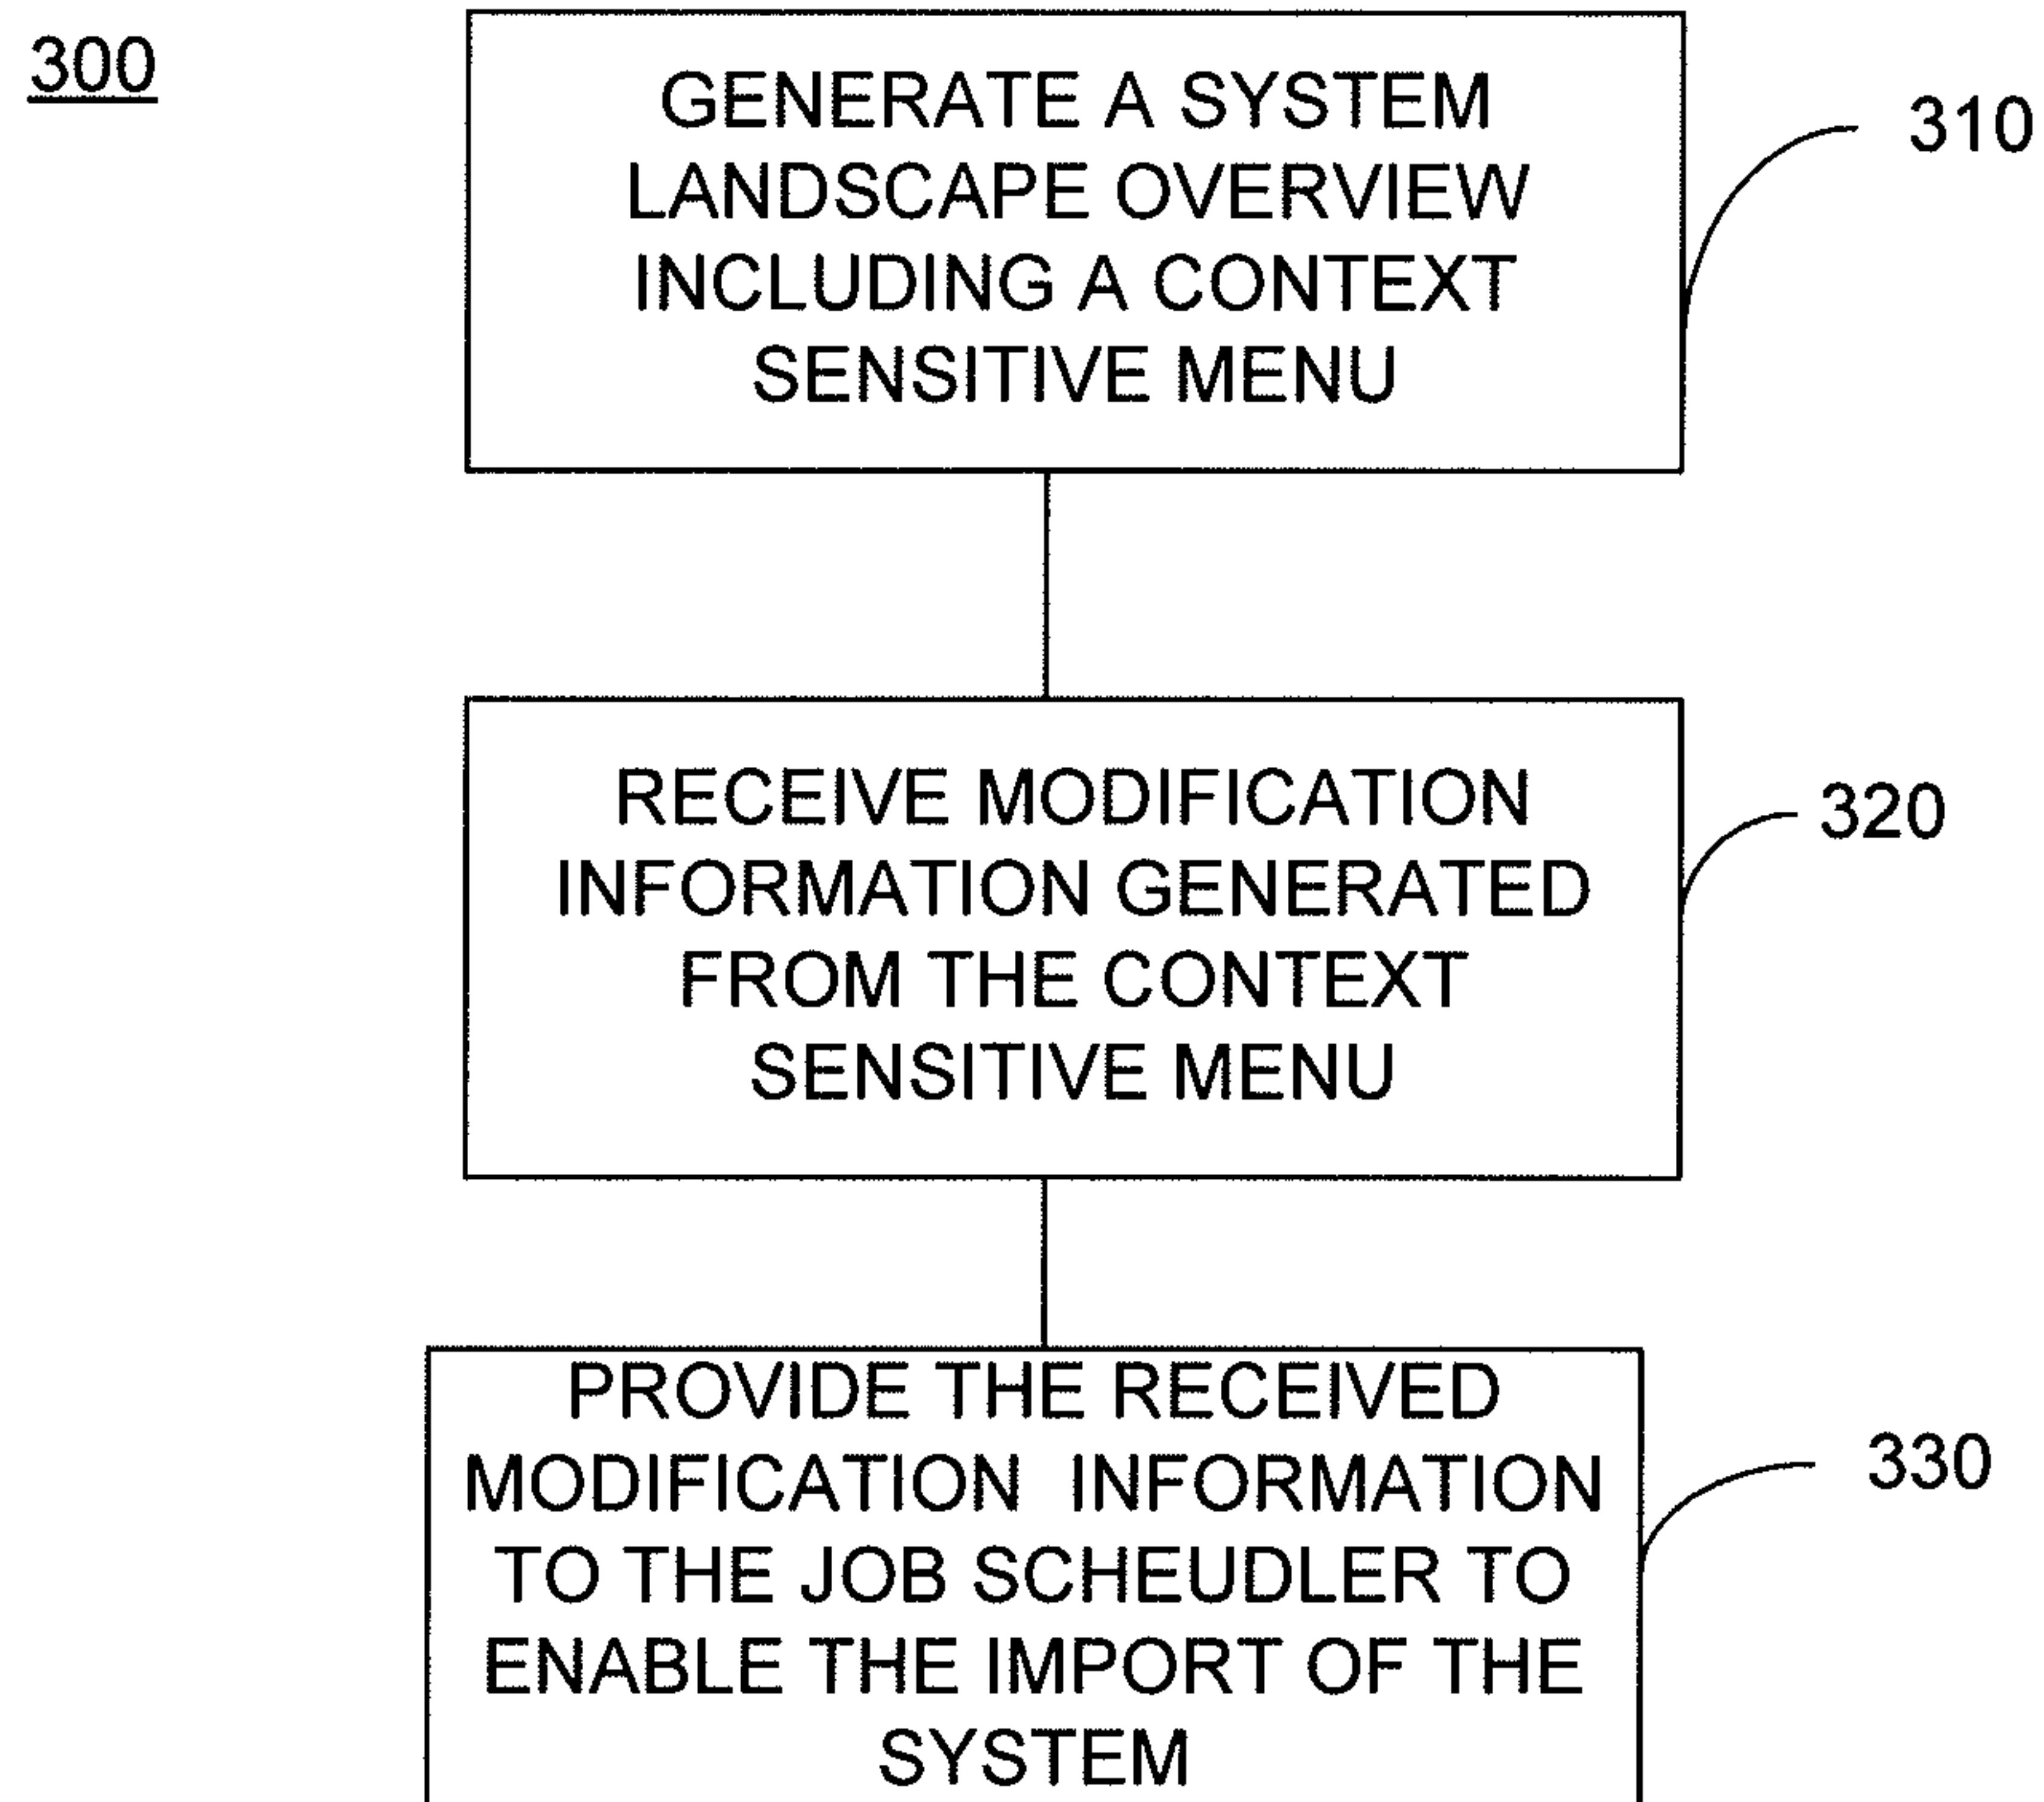 300
GENERATE A SYSTEM
LANDSCAPE OVERVIEW
INCLUDING A CONTEXT
SENSITIVE MENU
310
RECEIVE MODIFICATION
INFORMATION GENERATED
FROM THE CONTEXT
SENSITIVE MENU
320
PROVIDE THE RECEIVED
MODIFICATION INFORMATION
TO THE JOB SCHEUDLER TO
ENABLE THE IMPORT OF THE
SYSTEM
330